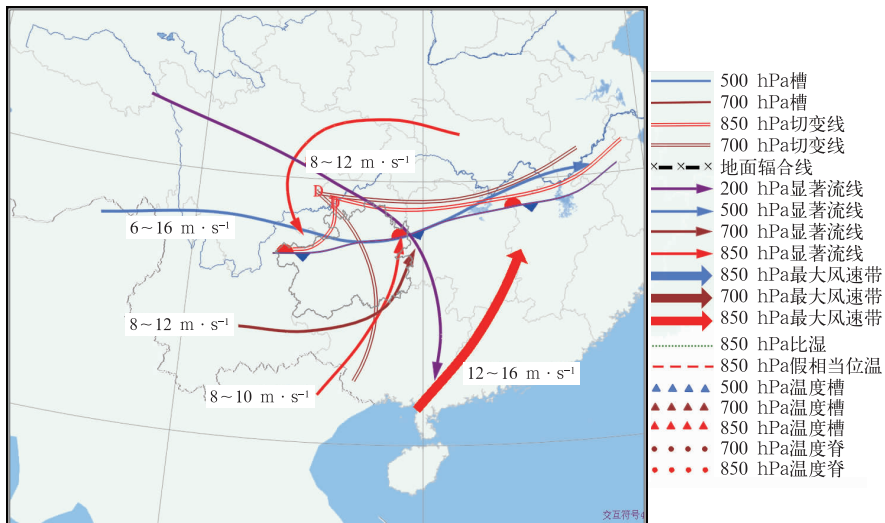 8~12 m·s⁻¹
D
D
6~16 m·s⁻¹
8~12 m·s⁻¹
8~10 m·s⁻¹
12~16 m·s⁻¹
500 hPa槽
700 hPa槽
850 hPa切变线
700 hPa切变线
地面辐合线
200 hPa显著流线
500 hPa显著流线
700 hPa显著流线
850 hPa显著流线
850 hPa最大风速带
700 hPa最大风速带
850 hPa最大风速带
850 hPa比湿
850 hPa假相当位温
500 hPa温度槽
700 hPa温度槽
850 hPa温度槽
700 hPa温度脊
850 hPa温度脊
交互符号